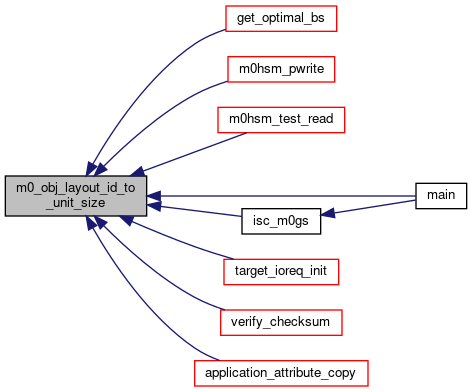 get_optimal_bs
m0hsm_pwrite
m0hsm_test_read
m0_obj_layout_id_to
_unit_size
main
isc_m0gs
target_ioreq_init
verify_checksum
application_attribute_copy